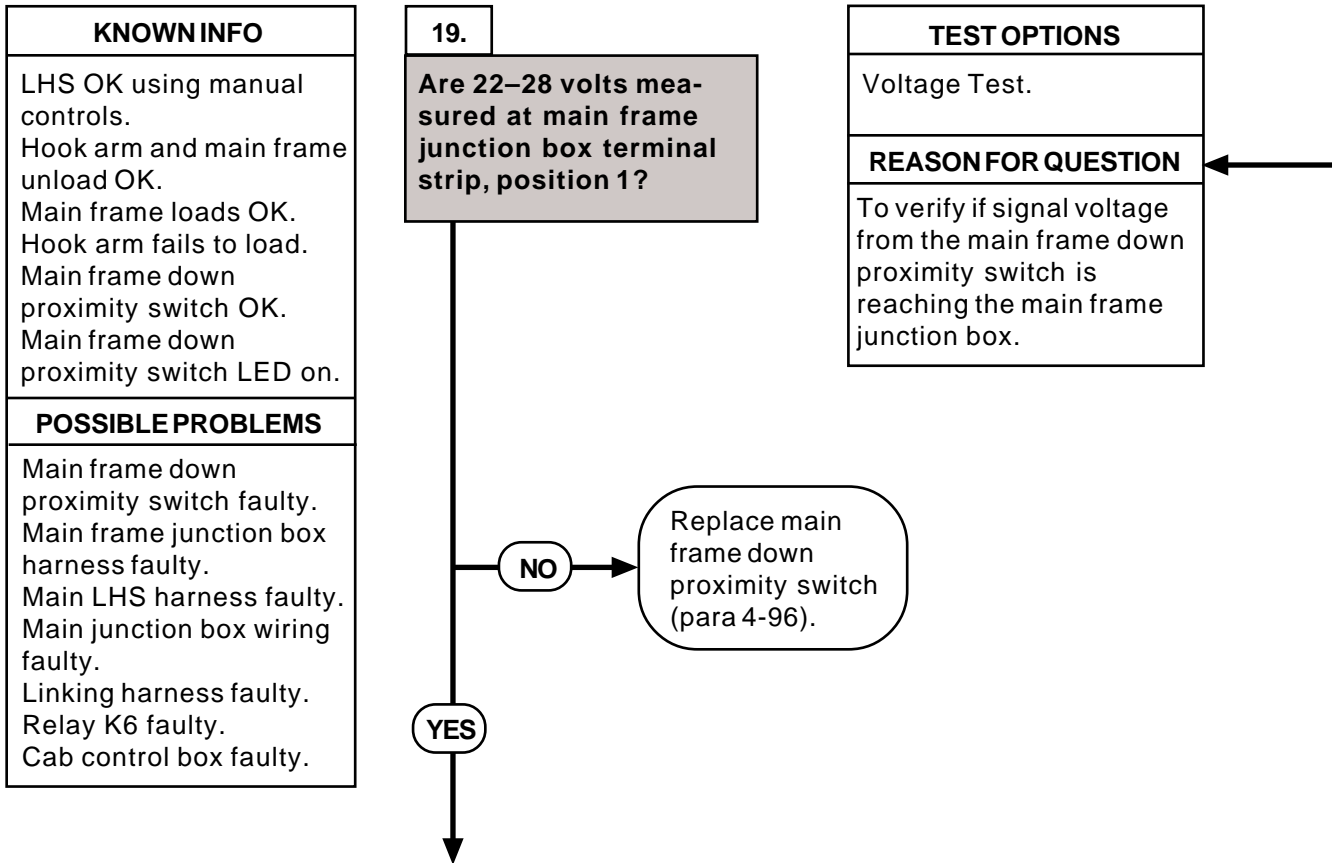 KNOWN INFO
LHS OK using manual
controls.
Hook arm and main frame
unload OK.
Main frame loads OK.
Hook arm fails to load.
Main frame down
proximity switch OK.
Main frame down
proximity switch LED on.
POSSIBLE PROBLEMS
Main frame down
proximity switch faulty.
Main frame junction box
harness faulty.
Main LHS harness faulty.
Main junction box wiring
faulty.
Linking harness faulty.
Relay K6 faulty.
Cab control box faulty.
19.
Are 22–28 volts mea-
sured at main frame
junction box terminal
strip, position 1?
NO
Replace main
frame down
proximity switch
(para 4-96).
YES
TEST OPTIONS
Voltage Test.
REASON FOR QUESTION
To verify if signal voltage
from the main frame down
proximity switch is
reaching the main frame
junction box.